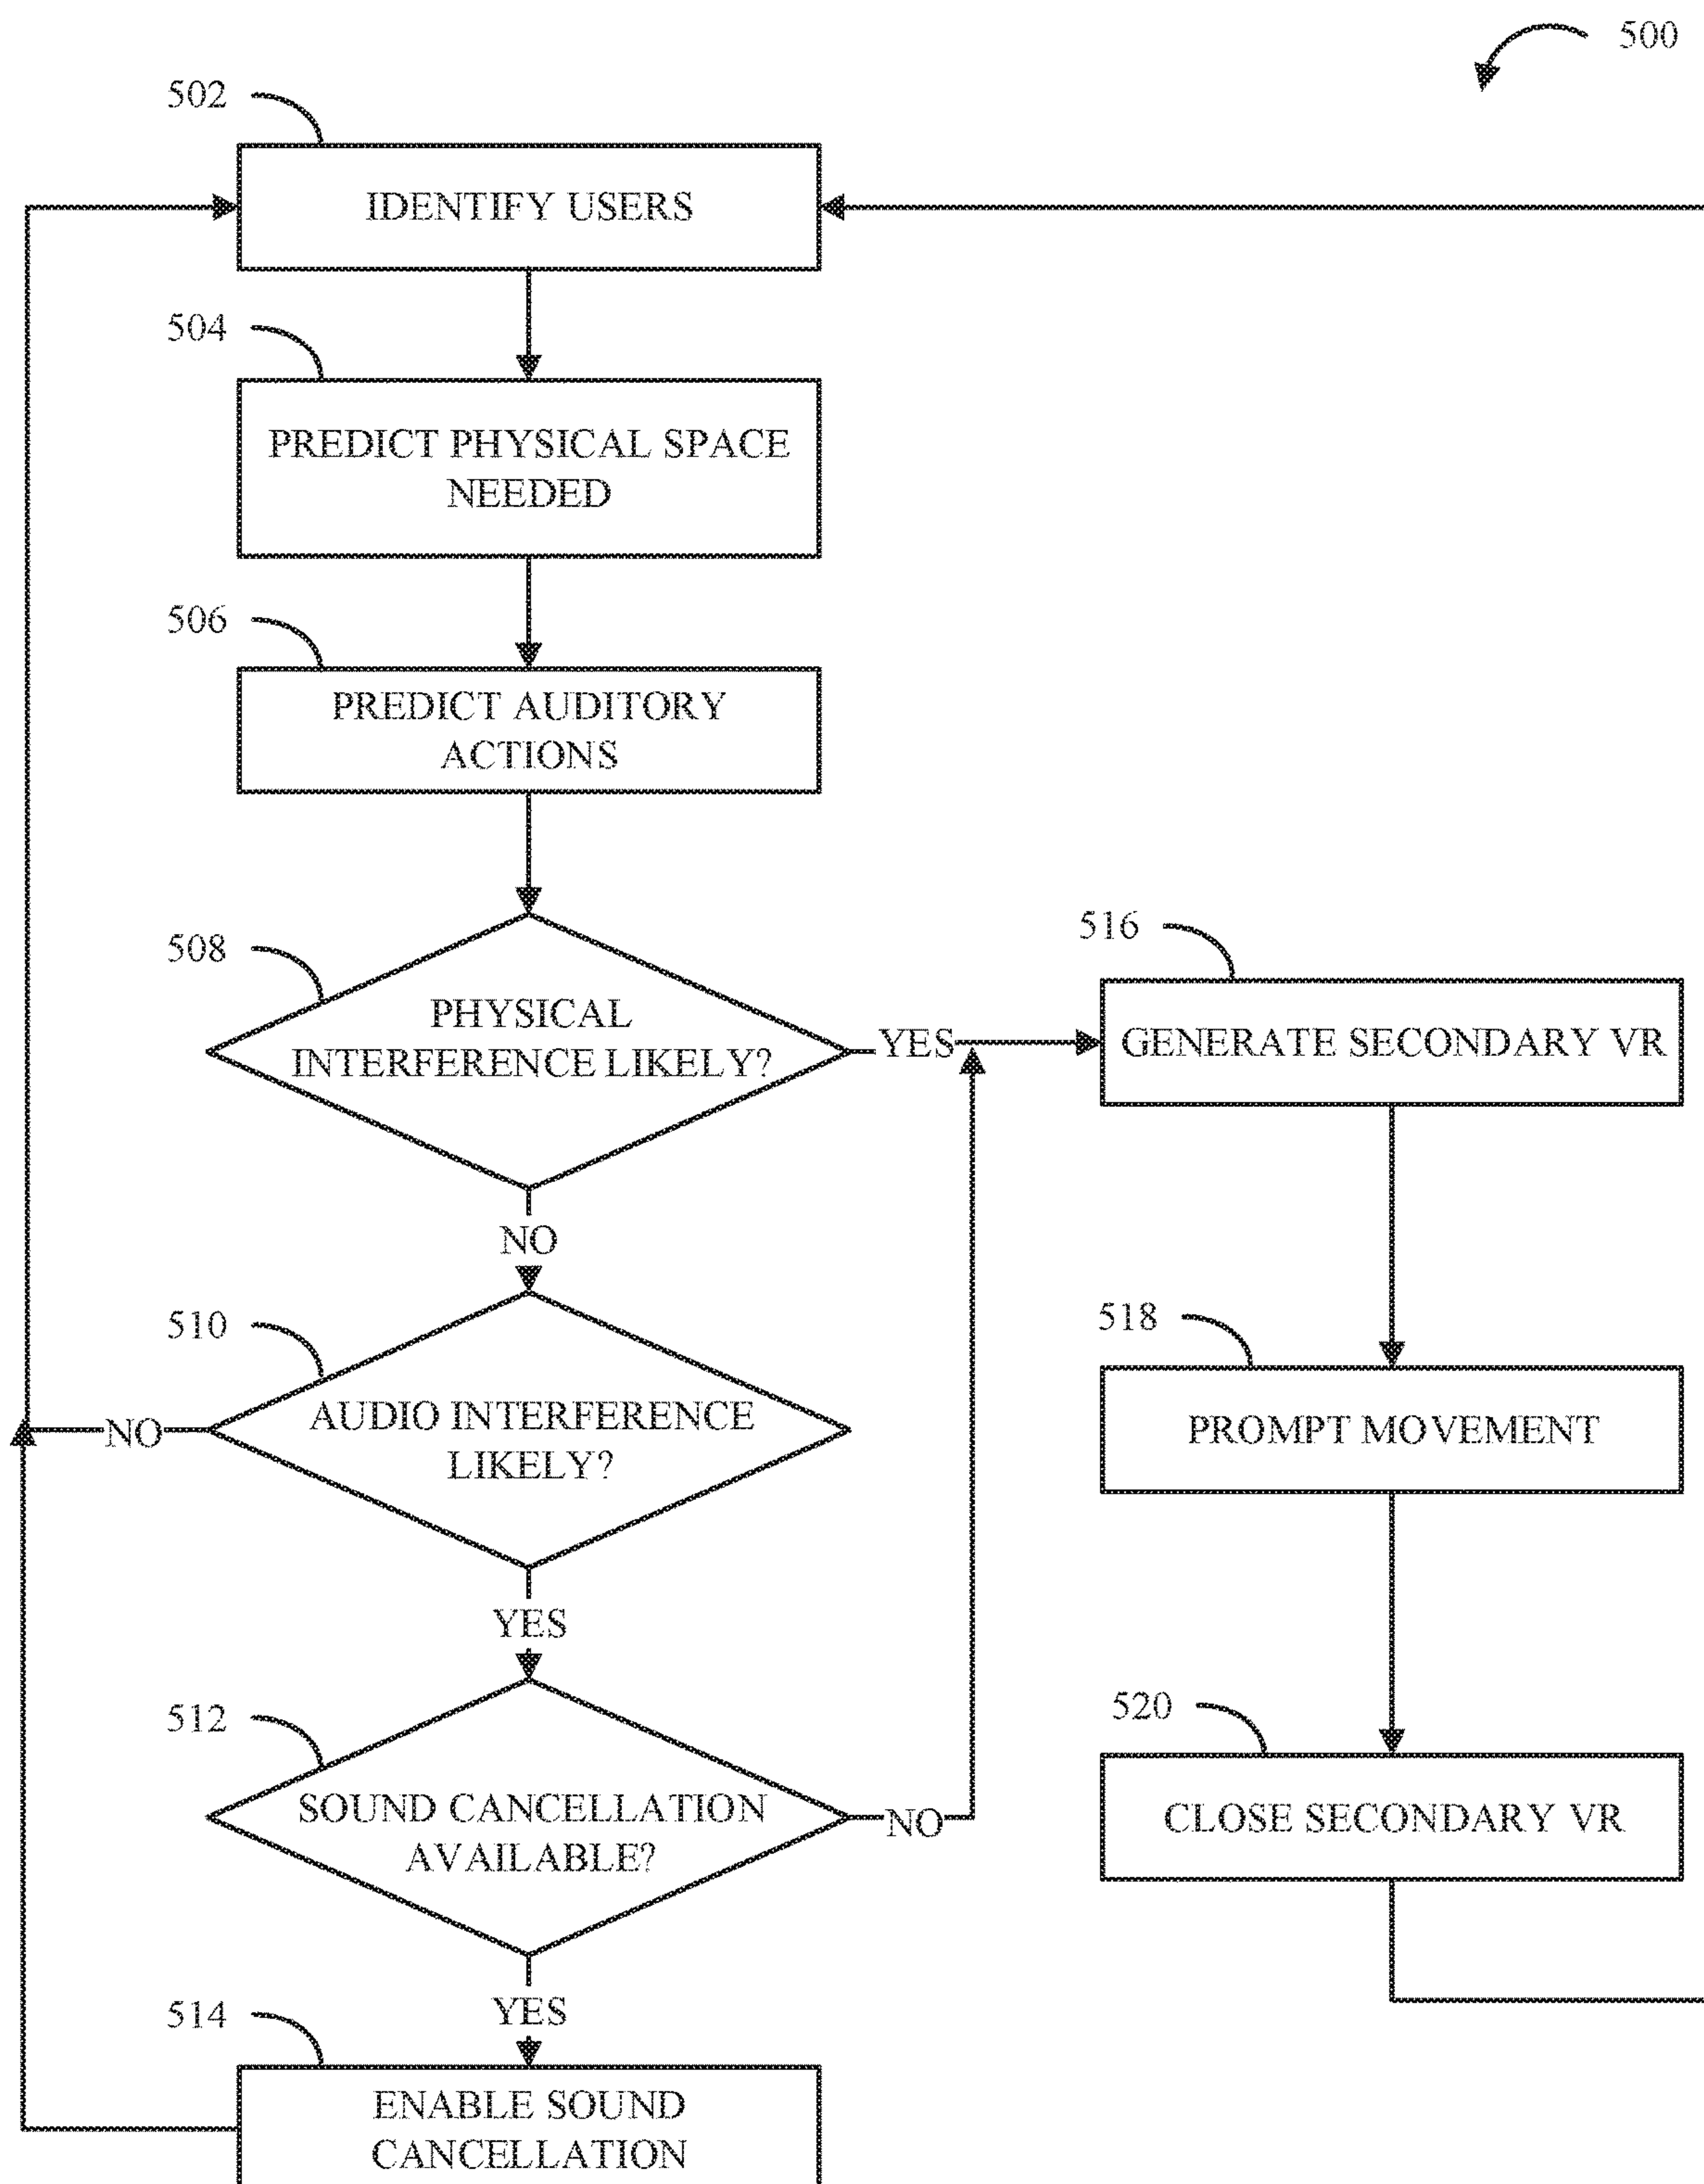 500
502
IDENTIFY USERS
504
PREDICT PHYSICAL SPACE
NEEDED
506
PREDICT AUDITORY
ACTIONS
508
PHYSICAL
INTERFERENCE LIKELY?
YES
516
GENERATE SECONDARY VR
NO
510
AUDIO INTERFERENCE
LIKELY?
NO
518
PROMPT MOVEMENT
YES
512
SOUND CANCELLATION
AVAILABLE?
NO
520
CLOSE SECONDARY VR
YES
514
ENABLE SOUND
CANCELLATION